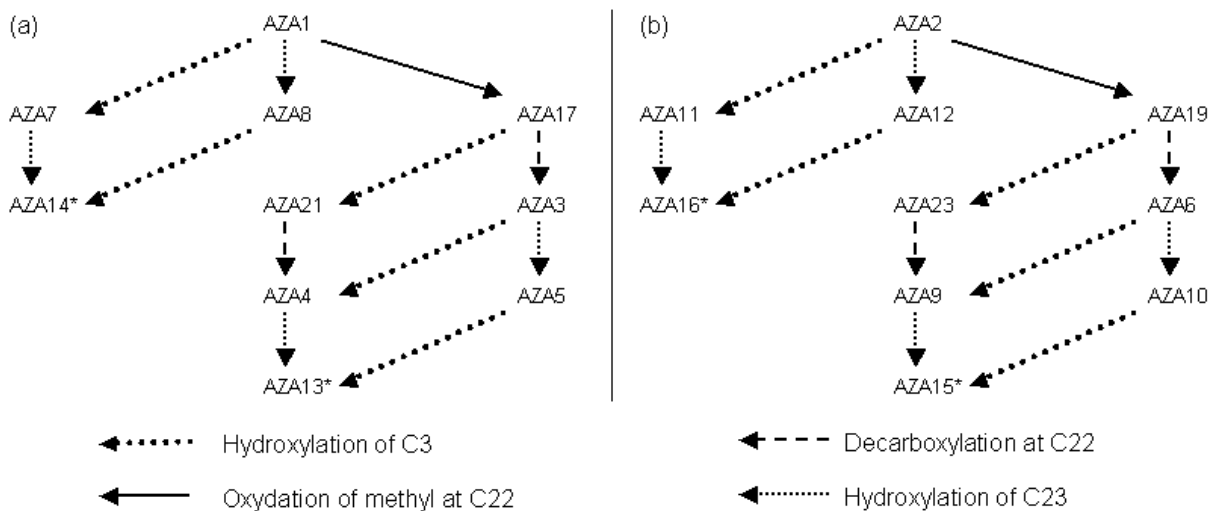 (a)
AZA1
AZA7
AZA8
AZA17
AZA14*
AZA21
AZA3
AZA4
AZA5
AZA13*
(b)
AZA2
AZA11
AZA12
AZA19
AZA16*
AZA23
AZA6
AZA9
AZA10
AZA15*
Hydroxylation of C3
Decarboxylation at C22
Oxydation of methyl at C22
Hydroxylation of C23